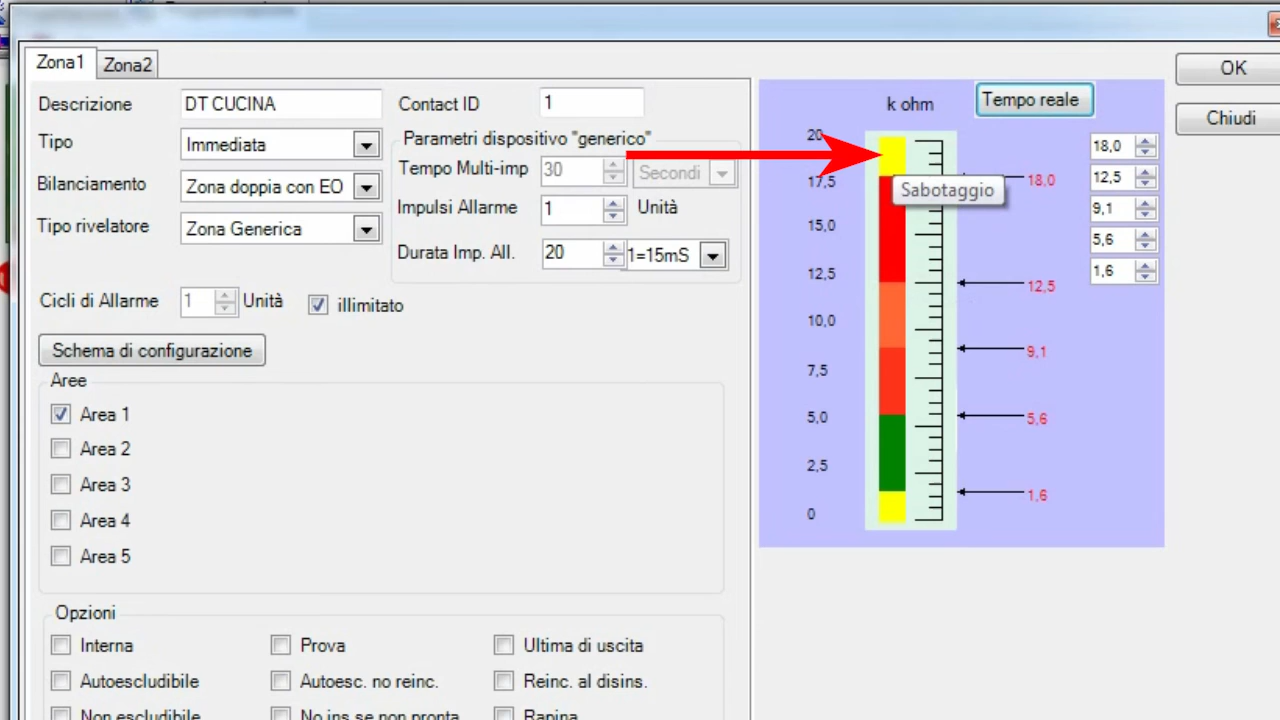 Zona1 Zona2
OK
Chiudi
Descrizione DT CUCINA
Tipo Immediata
Bilanciamento Zona doppia con EO
Tipo rivelatore Zona Generica
Contact ID 1
Parametri dispositivo "generico"
Tempo Multi-imp 30 Secondi
Impulsi Allarme 1 Unità
Durata Imp. All. 20 1=15mS
Cicli di Allarme 1 Unità illimitato
Schema di configurazione
Aree
Area 1
Area 2
Area 3
Area 4
Area 5
Opzioni
Interna Prova Ultima di uscita
Autoescludibile Autoesc. no reinc. Reinc. al disins.
Non escludibile No ins se non pronta Rapina
k ohm Tempo reale
20
17,5
15,0
12,5
10,0
7,5
5,0
2,5
0
Sabotaggio
18,0
12,5
9,1
5,6
1,6
18,0
12,5
9,1
5,6
1,6